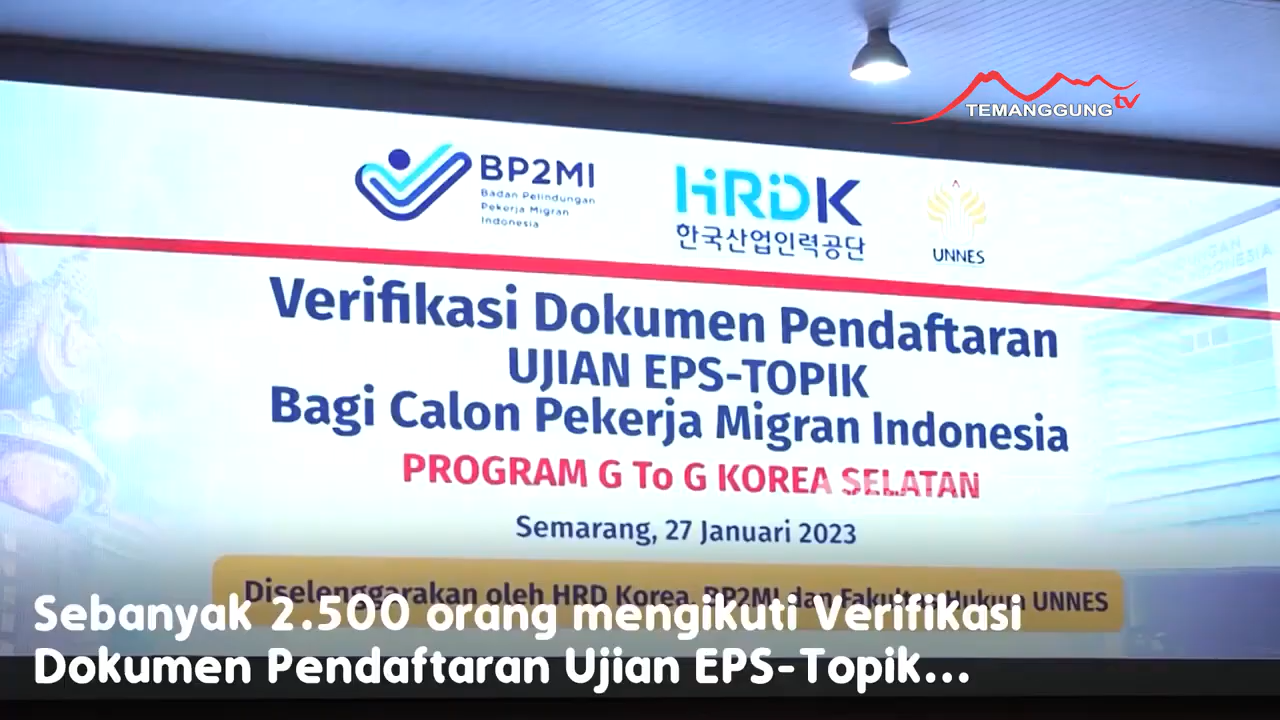 TEMANGGUNG tv
BP2MI
Badan Pelindungan
Pekerja Migran
Indonesia
HRDK
한국산업인력공단
UNNES
Verifikasi Dokumen Pendaftaran
UJIAN EPS-TOPIK
Bagi Calon Pekerja Migran Indonesia
PROGRAM G To G KOREA SELATAN
Semarang, 27 Januari 2023
Diselenggarakan oleh HRD Korea, BP2MI dan Fakultas Hukum UNNES
Sebanyak 2.500 orang mengikuti Verifikasi
Dokumen Pendaftaran Ujian EPS-Topik...